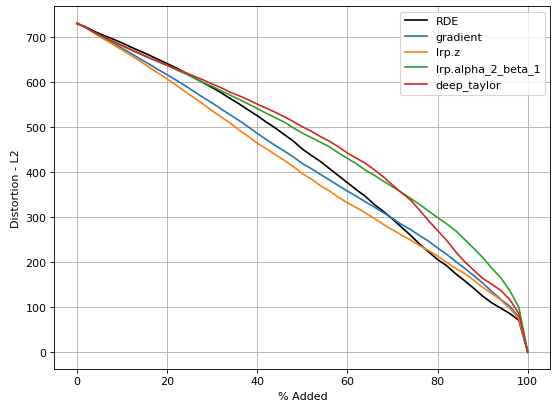 RDE
gradient
lrp.z
lrp.alpha_2_beta_1
deep_taylor
700
600
500
400
300
200
100
0
Distortion - L2
0 20 40 60 80 100
% Added